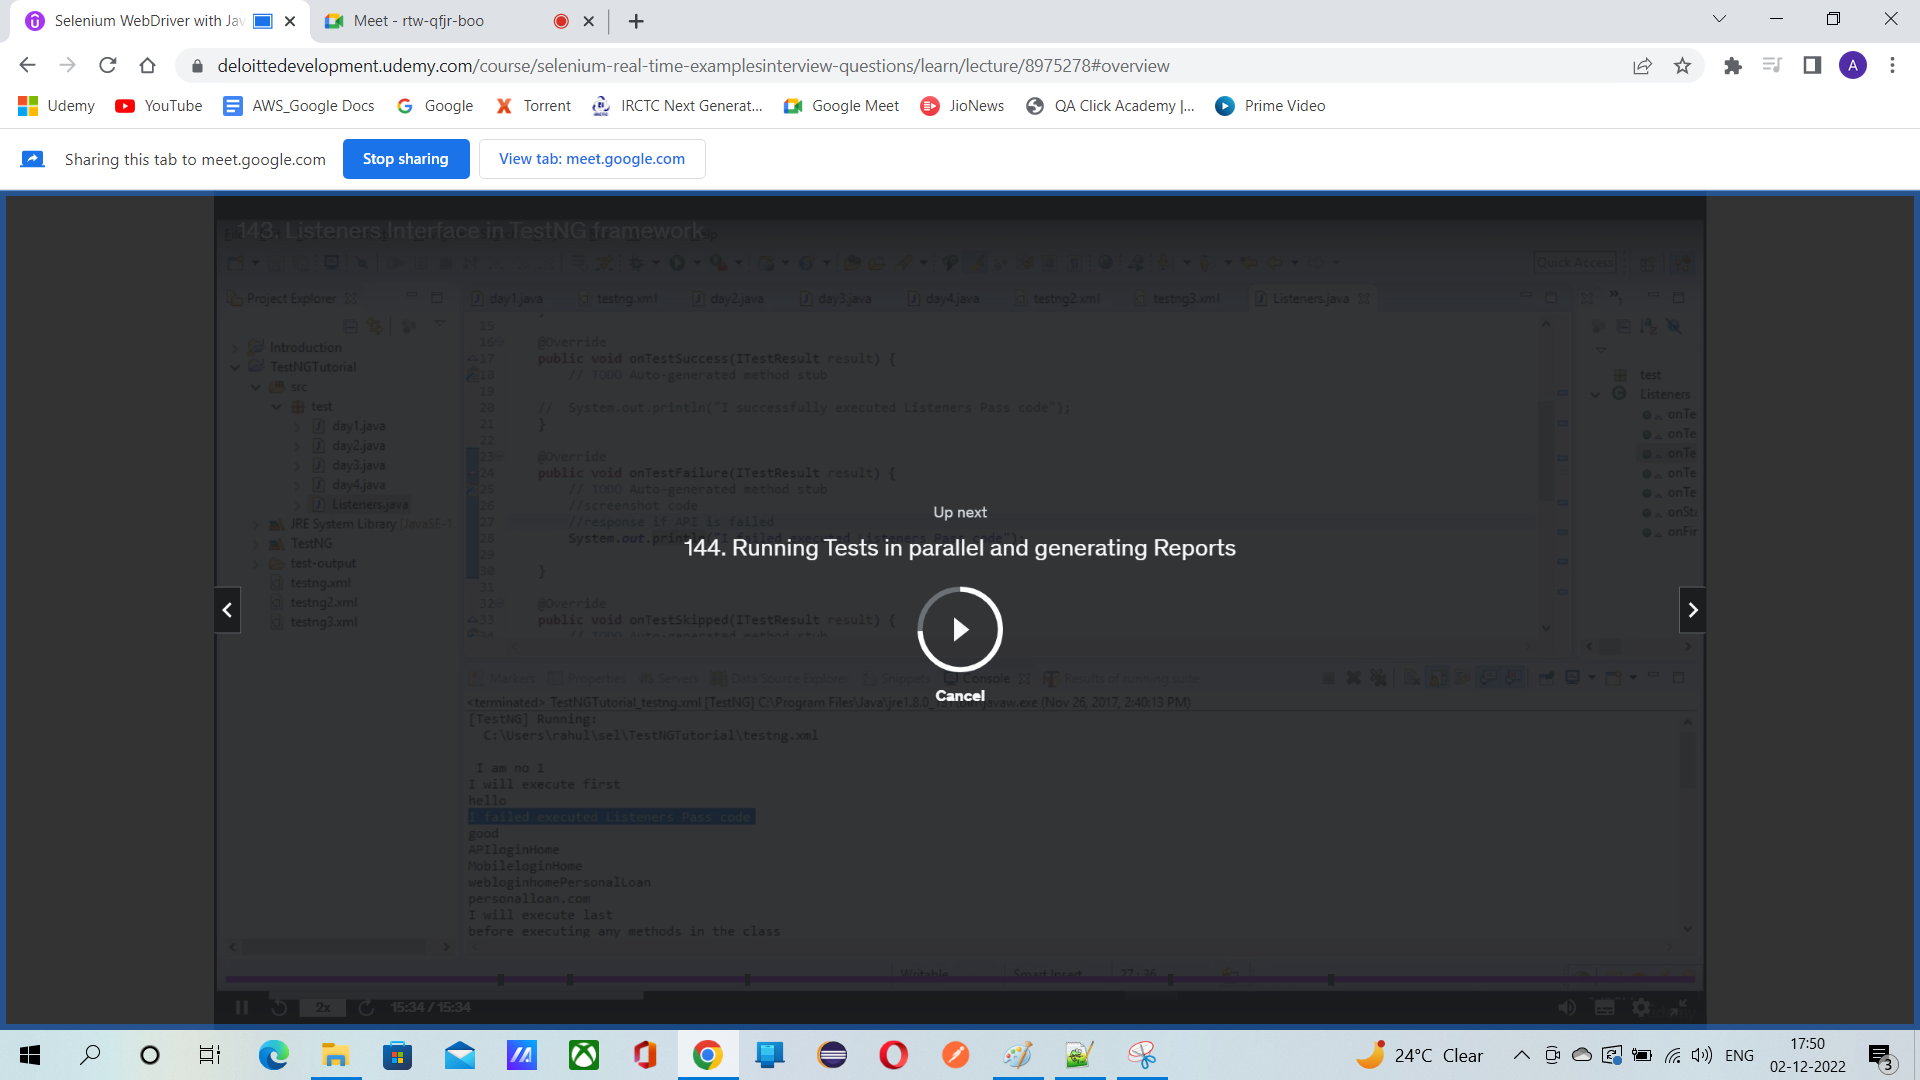 Selenium WebDriver with Jav
Meet - rtw-qfjr-boo
deloittedevelopment.udemy.com/course/selenium-real-time-examplesinterview-questions/learn/lecture/8975278#overview
A
Udemy
YouTube
AWS_Google Docs
Google
Torrent
IRCTC Next Generat...
Google Meet
JioNews
QA Click Academy |...
Prime Video
Sharing this tab to meet.google.com
Stop sharing
View tab: meet.google.com
143. Listeners Interface in TestNG framework
Quick Access
Project Explorer
day1.java
testng.xml
day2.java
day3.java
day4.java
testng2.xml
testng3.xml
Listeners.java
Introduction
TestNGTutorial
src
test
day1.java
day2.java
day3.java
day4.java
Listeners.java
JRE System Library [JavaSE-1.
TestNG
test-output
testng.xml
testng2.xml
testng3.xml
15
16 @Override
17 public void onTestSuccess(ITestResult result) {
18 // TODO Auto-generated method stub
19
20 // System.out.println("I successfully executed Listeners Pass code");
21 }
22
23 @Override
24 public void onTestFailure(ITestResult result) {
25 // TODO Auto-generated method stub
26 //screenshot code
27 //response if API is failed
28 System.out.println("I failed executed Listeners Pass code");
29
30 }
31
32 @Override
33 public void onTestSkipped(ITestResult result) {
34 // TODO Auto-generated method stub
test
Listeners
onTe
onTe
onTe
onTe
onTe
onSta
onFin
Up next
144. Running Tests in parallel and generating Reports
Cancel
Markers
Properties
Servers
Data Source Explorer
Snippets
Console
Results of running suite
<terminated> TestNGTutorial_testng.xml [TestNG] C:\Program Files\Java\jre1.8.0_131\bin\javaw.exe (Nov 26, 2017, 2:40:13 PM)
[TestNG] Running:
C:\Users\rahul\sel\TestNGTutorial\testng.xml
I am no 1
I will execute first
hello
I failed executed Listeners Pass code
good
APIloginHome
MobileloginHome
webloginhomePersonalLoan
personalloan.com
I will execute last
before executing any methods in the class
Writable
Smart Insert
27 : 36
2x
15:34 / 15:34
24°C Clear
ENG
17:50
02-12-2022
3